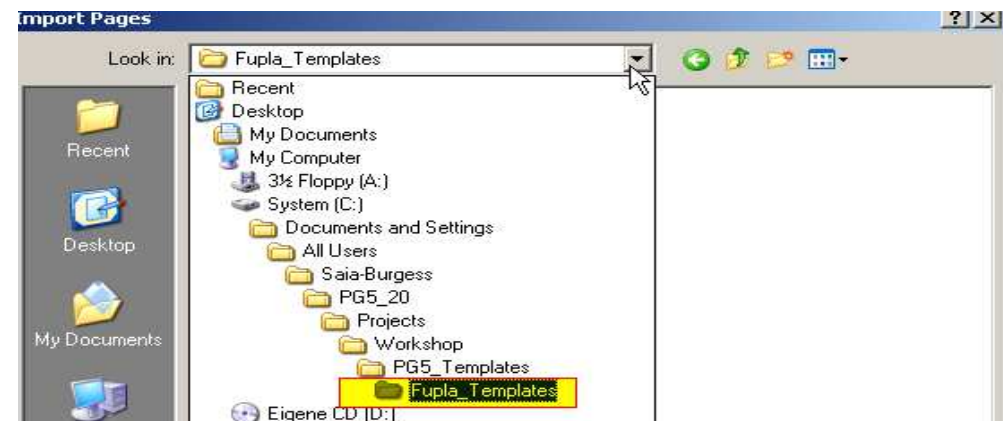 Import Pages
Look in: Fupla_Templates
Recent
Desktop
My Documents
My Computer
3½ Floppy (A:)
System (C:)
Documents and Settings
All Users
Saia-Burgess
PG5_20
Projects
Workshop
PG5_Templates
Fupla_Templates
Eigene CD (D:)
Recent
Desktop
My Documents